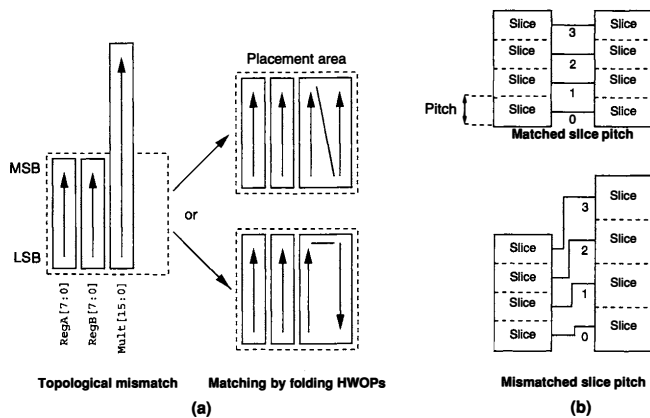 Placement area
MSB
LSB
or
RegA[7:0]
RegB[7:0]
Mult[15:0]
Topological mismatch
Matching by folding HWOPs
(a)
Slice
3
Slice
Slice
2
Slice
Slice
1
Slice
Pitch
Slice
0
Slice
Matched slice pitch
Slice
3
Slice
Slice
2
Slice
Slice
1
Slice
Slice
0
Slice
Mismatched slice pitch
(b)